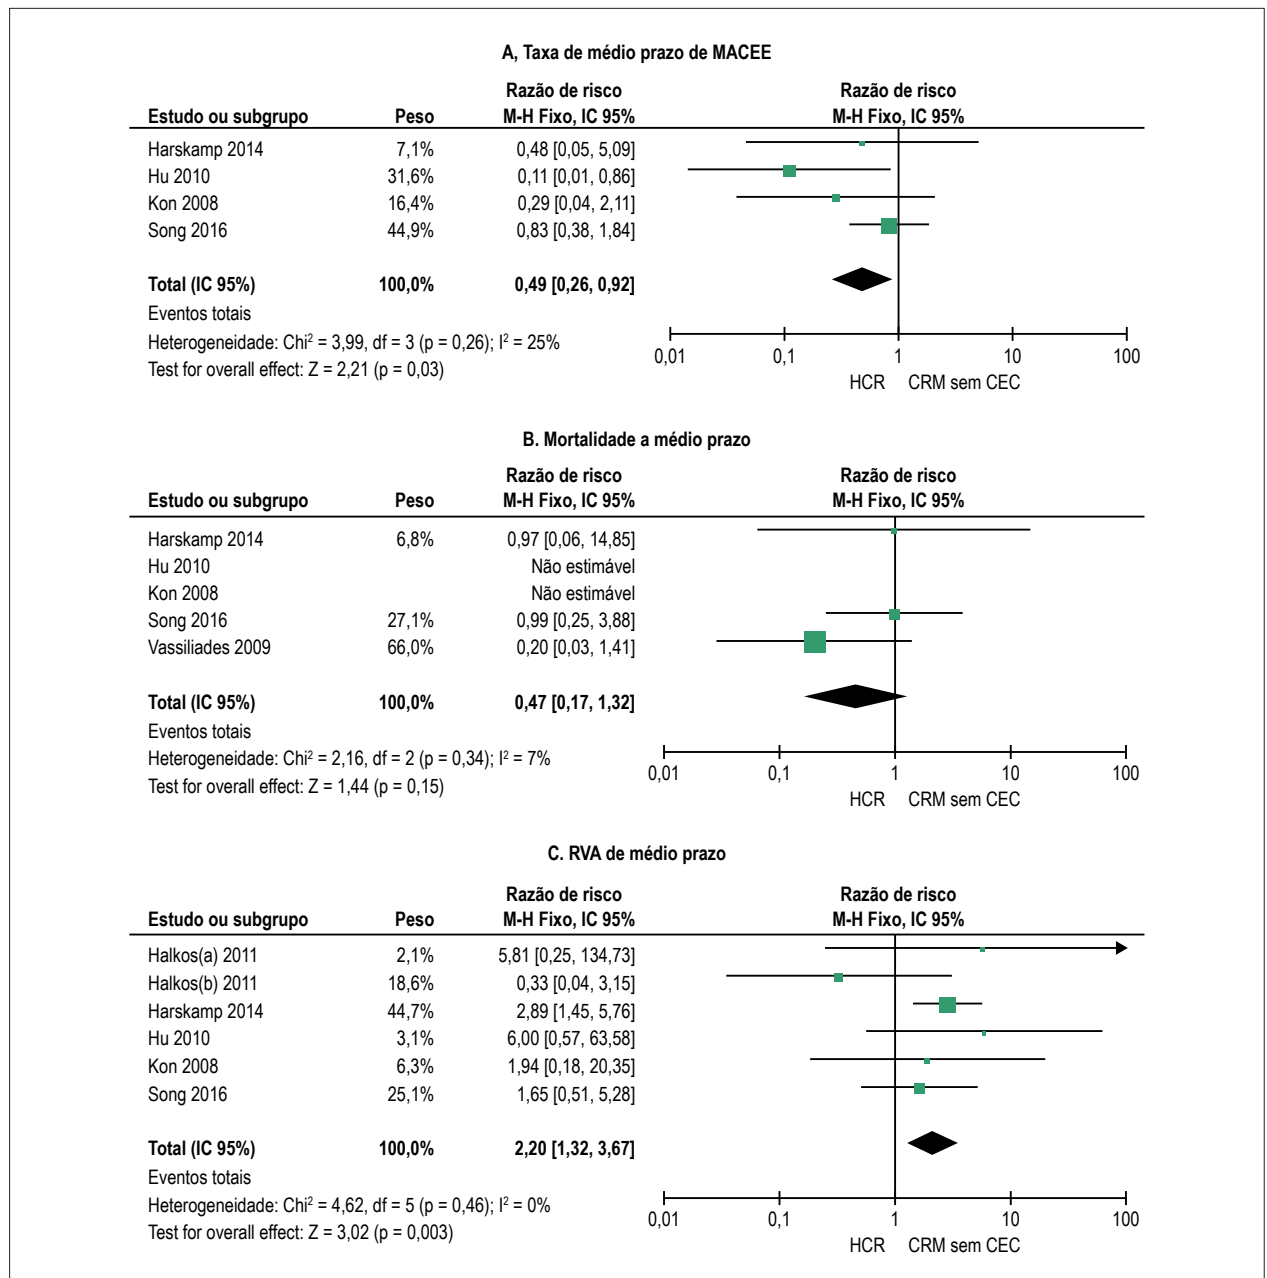 A, Taxa de médio prazo de MACEE
Razão de risco Razão de risco
Estudo ou subgrupo Peso M-H Fixo, IC 95% M-H Fixo, IC 95%
Harskamp 2014 7,1% 0,48 [0,05, 5,09]
Hu 2010 31,6% 0,11 [0,01, 0,86]
Kon 2008 16,4% 0,29 [0,04, 2,11]
Song 2016 44,9% 0,83 [0,38, 1,84]
Total (IC 95%) 100,0% 0,49 [0,26, 0,92]
Eventos totais
Heterogeneidade: Chi² = 3,99, df = 3 (p = 0,26); I² = 25%
Test for overall effect: Z = 2,21 (p = 0,03)
0,01 0,1 1 10 100
HCR CRM sem CEC
B. Mortalidade a médio prazo
Razão de risco Razão de risco
Estudo ou subgrupo Peso M-H Fixo, IC 95% M-H Fixo, IC 95%
Harskamp 2014 6,8% 0,97 [0,06, 14,85]
Hu 2010 Não estimável
Kon 2008 Não estimável
Song 2016 27,1% 0,99 [0,25, 3,88]
Vassiliades 2009 66,0% 0,20 [0,03, 1,41]
Total (IC 95%) 100,0% 0,47 [0,17, 1,32]
Eventos totais
Heterogeneidade: Chi² = 2,16, df = 2 (p = 0,34); I² = 7%
Test for overall effect: Z = 1,44 (p = 0,15)
0,01 0,1 1 10 100
HCR CRM sem CEC
C. RVA de médio prazo
Razão de risco Razão de risco
Estudo ou subgrupo Peso M-H Fixo, IC 95% M-H Fixo, IC 95%
Halkos(a) 2011 2,1% 5,81 [0,25, 134,73]
Halkos(b) 2011 18,6% 0,33 [0,04, 3,15]
Harskamp 2014 44,7% 2,89 [1,45, 5,76]
Hu 2010 3,1% 6,00 [0,57, 63,58]
Kon 2008 6,3% 1,94 [0,18, 20,35]
Song 2016 25,1% 1,65 [0,51, 5,28]
Total (IC 95%) 100,0% 2,20 [1,32, 3,67]
Eventos totais
Heterogeneidade: Chi² = 4,62, df = 5 (p = 0,46); I² = 0%
Test for overall effect: Z = 3,02 (p = 0,003)
0,01 0,1 1 10 100
HCR CRM sem CEC